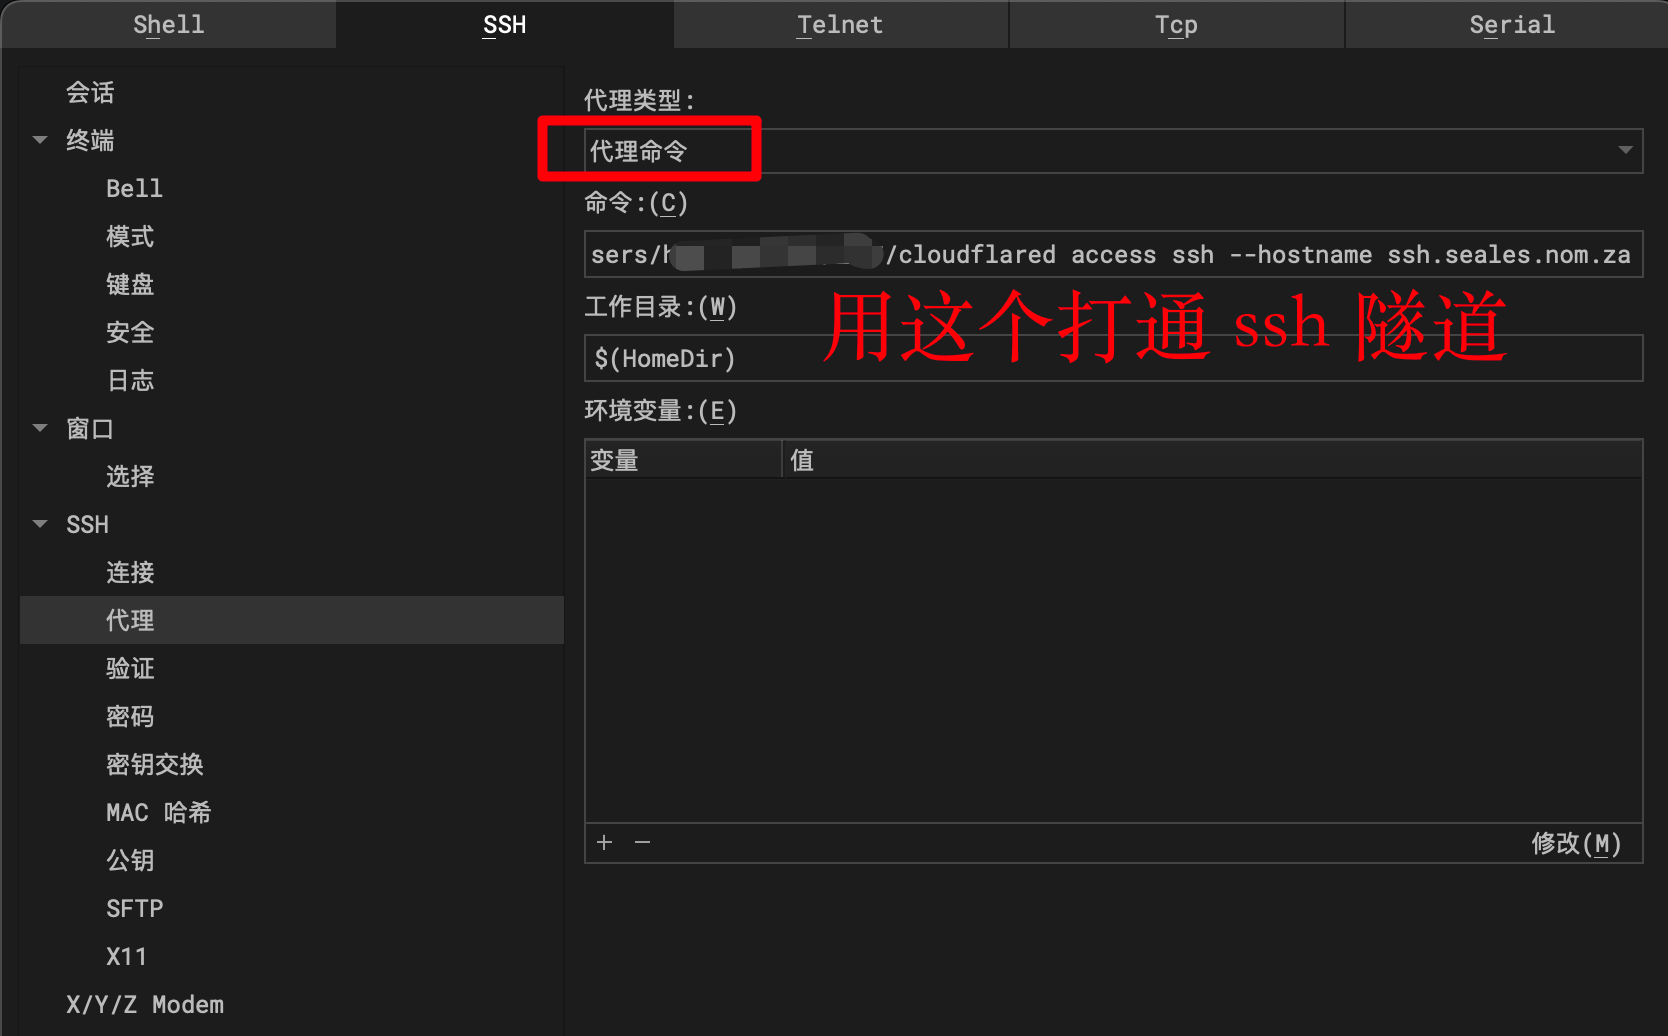 Shell
SSH
Telnet
Tcp
Serial
会话
终端
Bell
模式
键盘
安全
日志
窗口
选择
SSH
连接
代理
验证
密码
密钥交换
MAC 哈希
公钥
SFTP
X11
X/Y/Z Modem
代理类型:
代理命令
命令:(C)
sers/h /cloudflared access ssh --hostname ssh.seales.nom.za
工作目录:(W)
用这个打通 ssh 隧道
$(HomeDir)
环境变量:(E)
变量
值
+ −
修改(M)